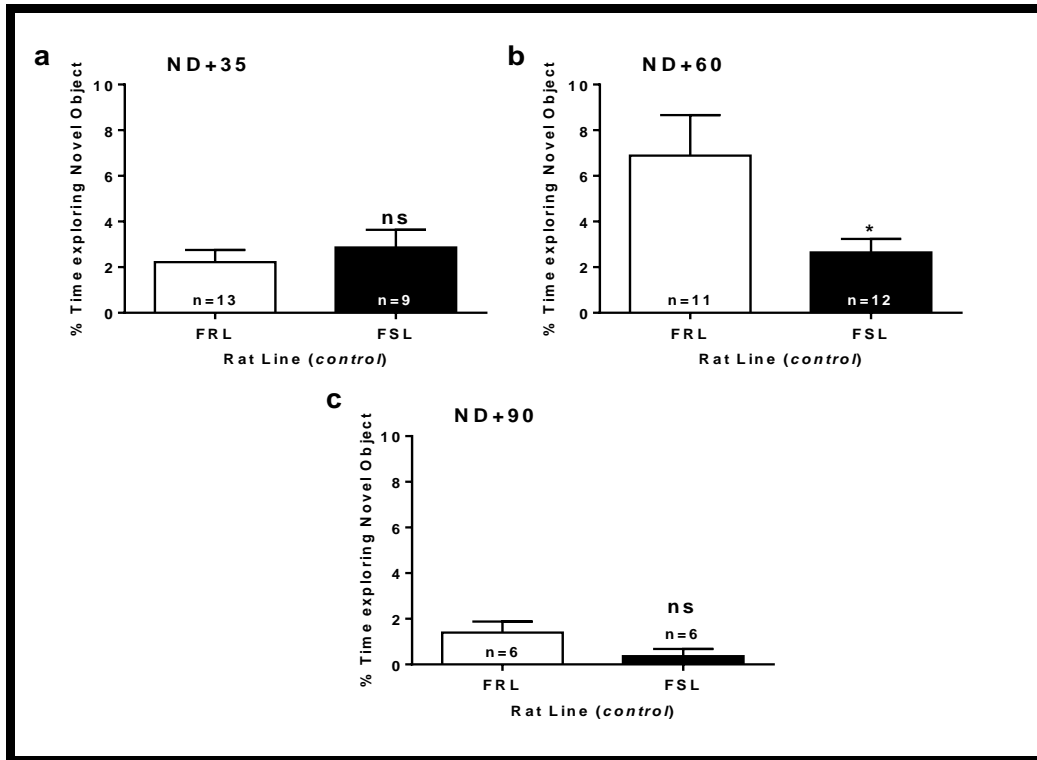 a
ND+35
% Time exploring Novel Object
10
8
6
4
2
0
ns
n=13
n=9
FRL
FSL
Rat Line (control)
b
ND+60
% Time exploring Novel Object
10
8
6
4
2
0
*
n=11
n=12
FRL
FSL
Rat Line (control)
c
ND+90
% Time exploring Novel Object
10
8
6
4
2
0
ns
n=6
n=6
FRL
FSL
Rat Line (control)